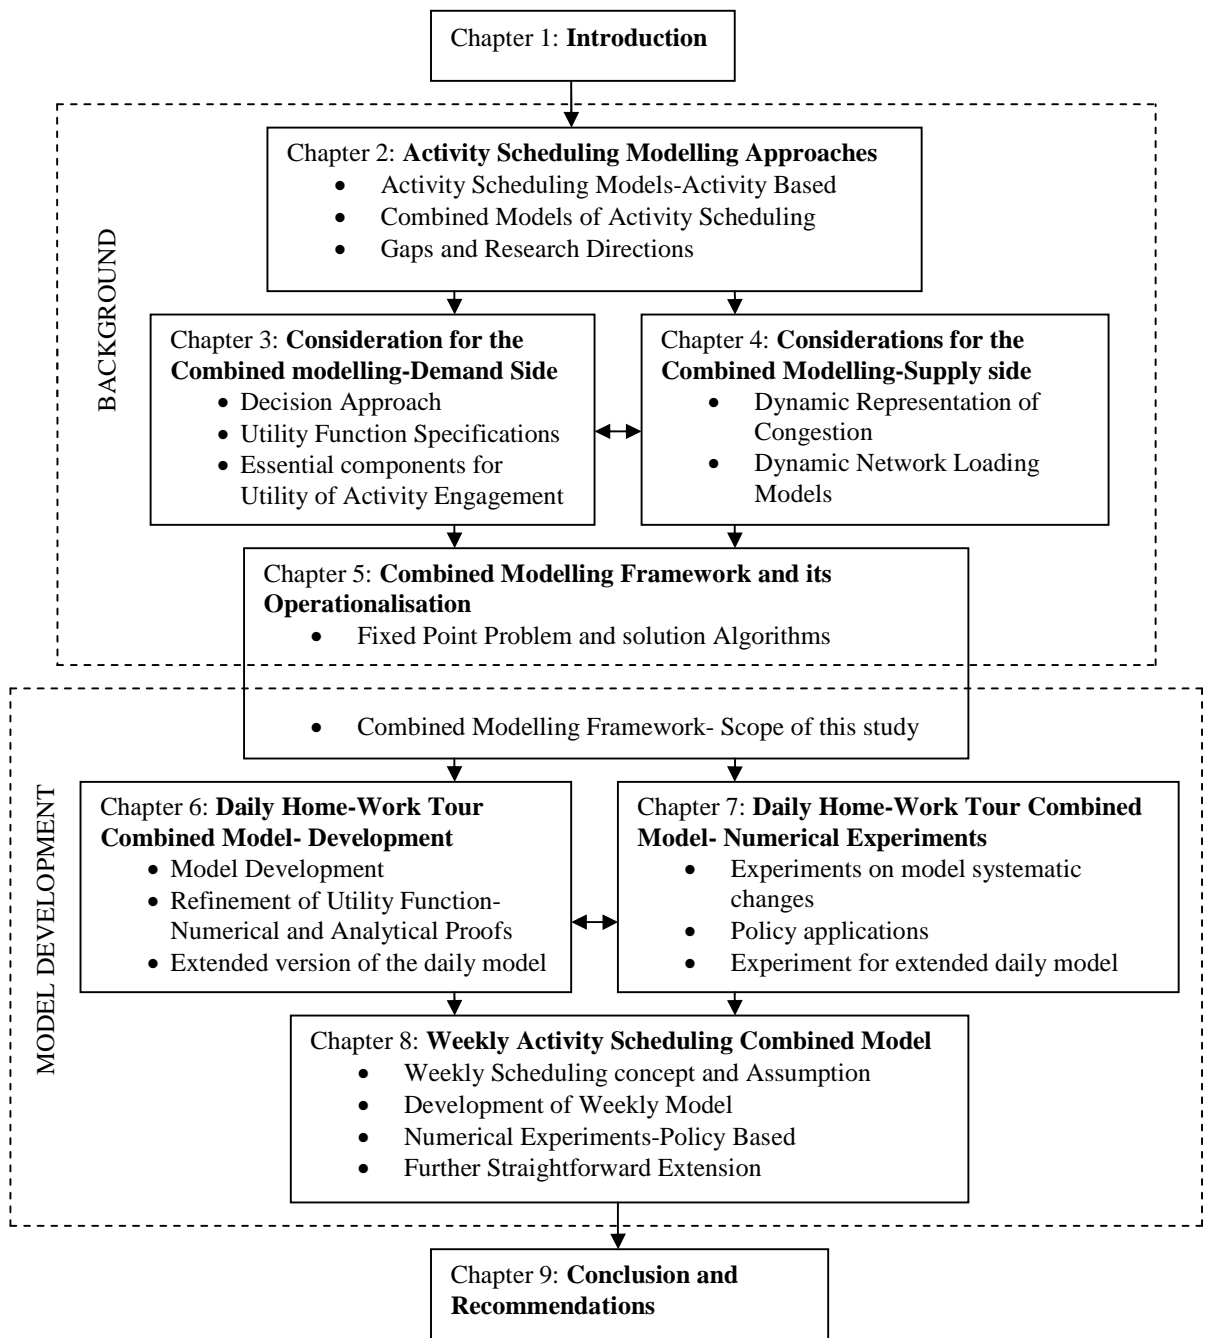 Chapter 1: Introduction
BACKGROUND
Chapter 2: Activity Scheduling Modelling Approaches
• Activity Scheduling Models-Activity Based
• Combined Models of Activity Scheduling
• Gaps and Research Directions
Chapter 3: Consideration for the
Combined modelling-Demand Side
• Decision Approach
• Utility Function Specifications
• Essential components for
Utility of Activity Engagement
Chapter 4: Considerations for the
Combined Modelling-Supply side
• Dynamic Representation of
Congestion
• Dynamic Network Loading
Models
Chapter 5: Combined Modelling Framework and its
Operationalisation
• Fixed Point Problem and solution Algorithms
• Combined Modelling Framework- Scope of this study
MODEL DEVELOPMENT
Chapter 6: Daily Home-Work Tour
Combined Model- Development
• Model Development
• Refinement of Utility Function-
Numerical and Analytical Proofs
• Extended version of the daily model
Chapter 7: Daily Home-Work Tour Combined
Model- Numerical Experiments
• Experiments on model systematic
changes
• Policy applications
• Experiment for extended daily model
Chapter 8: Weekly Activity Scheduling Combined Model
• Weekly Scheduling concept and Assumption
• Development of Weekly Model
• Numerical Experiments-Policy Based
• Further Straightforward Extension
Chapter 9: Conclusion and
Recommendations